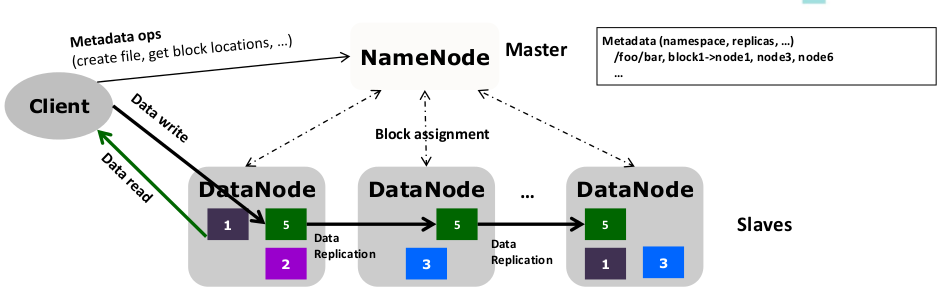 Metadata ops
(create file, get block locations, …)
NameNode
Master
Metadata (namespace, replicas, …)
/foo/bar, block1->node1, node3, node6
…
Client
Data write
Block assignment
Data read
DataNode
DataNode
…
DataNode
1
5
5
5
Slaves
Data
Replication
Data
Replication
2
3
1
3